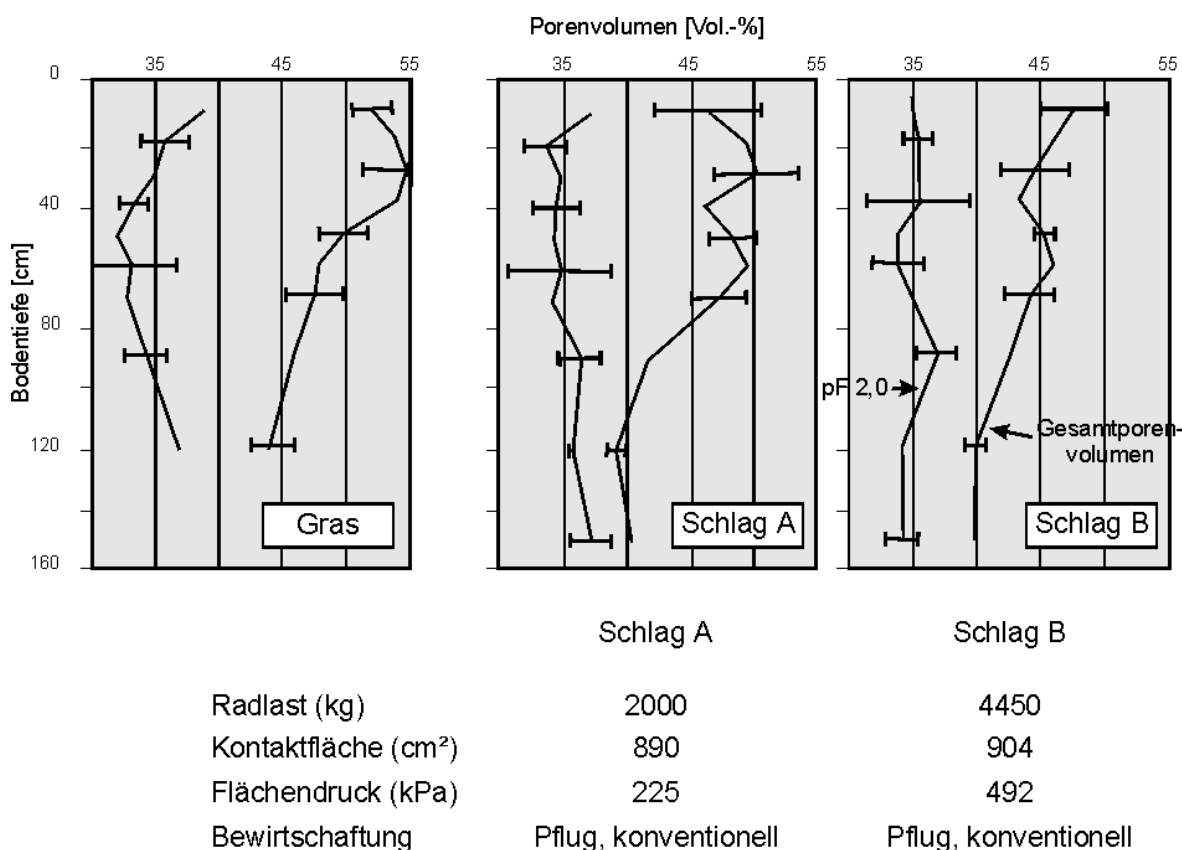 Porenvolumen [Vol.-%]
35 45 55 35 45 55 35 45 55
Bodentiefe [cm]
0
40
80
120
160
pF 2,0
Gesamtporen-
volumen
Gras
Schlag A
Schlag B
Schlag A Schlag B
Radlast (kg) 2000 4450
Kontaktfläche (cm²) 890 904
Flächendruck (kPa) 225 492
Bewirtschaftung Pflug, konventionell Pflug, konventionell